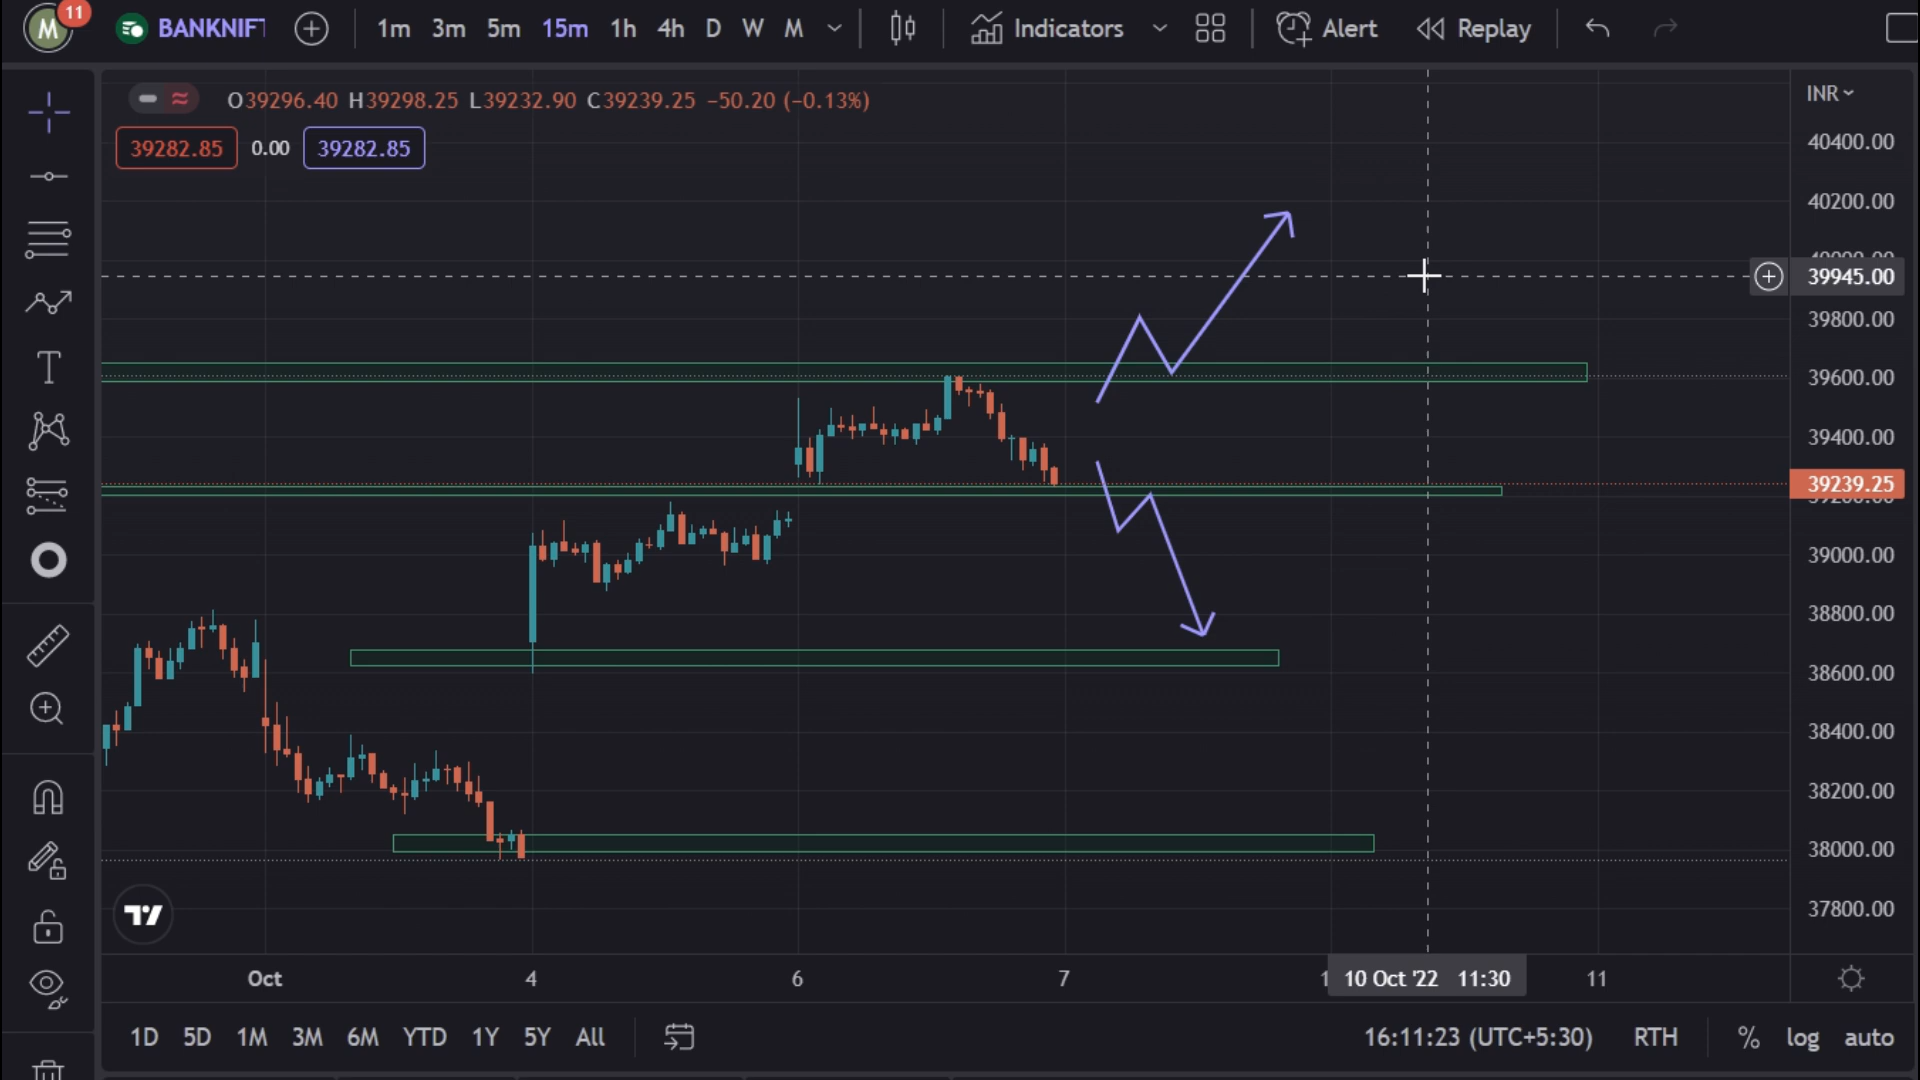 M 11 BANKNIFT 1m 3m 5m 15m 1h 4h D W M Indicators Alert Replay
O39296.40 H39298.25 L39232.90 C39239.25 −50.20 (−0.13%) INR
39282.85 0.00 39282.85
40400.00
40200.00
39945.00
39800.00
39600.00
39400.00
39239.25
39000.00
38800.00
38600.00
38400.00
38200.00
38000.00
37800.00
Oct 4 6 7 10 Oct '22 11:30 11
1D 5D 1M 3M 6M YTD 1Y 5Y All 16:11:23 (UTC+5:30) RTH % log auto